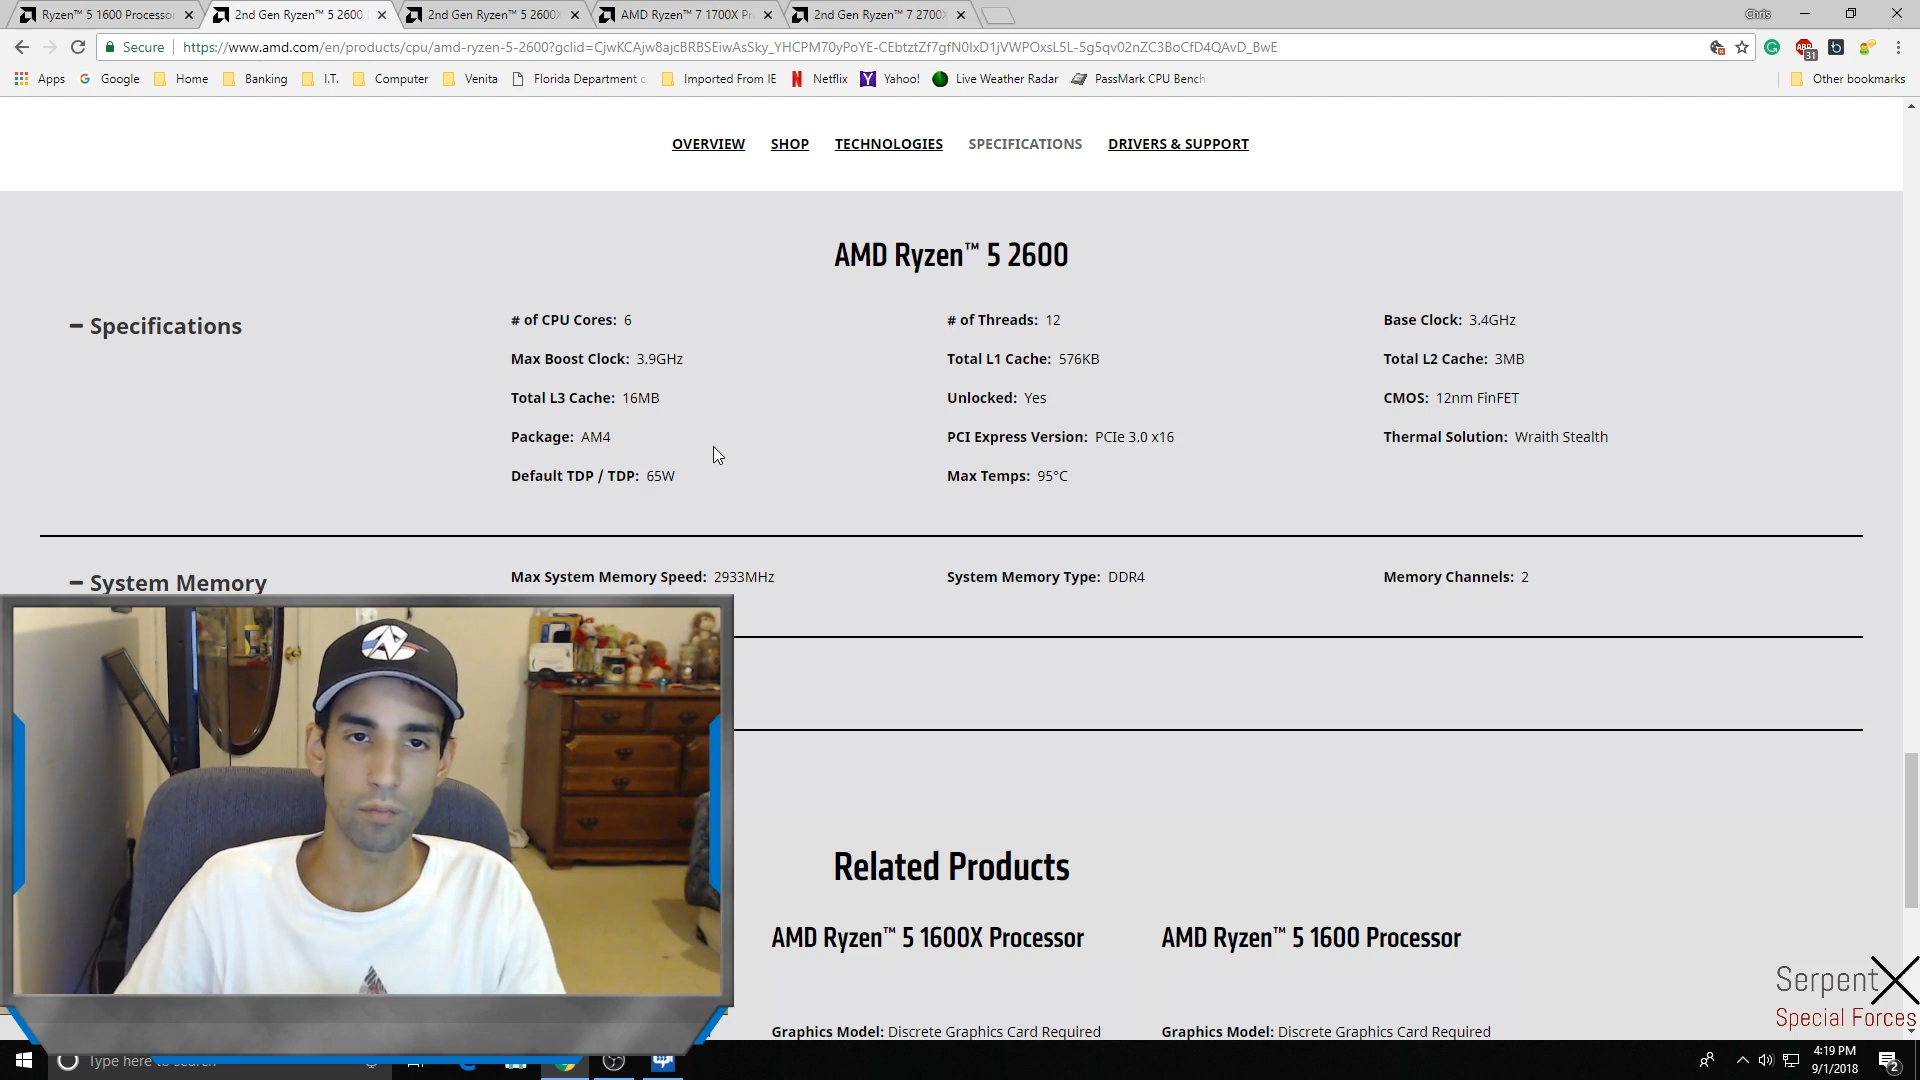 Ryzen™ 5 1600 Processor
2nd Gen Ryzen™ 5 2600
2nd Gen Ryzen™ 5 2600X
AMD Ryzen™ 7 1700X Pr
2nd Gen Ryzen™ 7 2700X
Chris
Secure
https://www.amd.com/en/products/cpu/amd-ryzen-5-2600?gclid=CjwKCAjw8ajcBRBSEiwAsSky_YHCPM70yPoYE-CEbtztZf7gfN0IxD1jVWPOxsL5L-5g5qv02nZC3BoCfD4QAvD_BwE
31
Apps
Google
Home
Banking
I.T.
Computer
Venita
Florida Department
Imported From IE
Netflix
Yahoo!
Live Weather Radar
PassMark CPU Bench
Other bookmarks
OVERVIEW SHOP TECHNOLOGIES SPECIFICATIONS DRIVERS & SUPPORT
AMD Ryzen™ 5 2600
− Specifications
# of CPU Cores: 6
# of Threads: 12
Base Clock: 3.4GHz
Max Boost Clock: 3.9GHz
Total L1 Cache: 576KB
Total L2 Cache: 3MB
Total L3 Cache: 16MB
Unlocked: Yes
CMOS: 12nm FinFET
Package: AM4
PCI Express Version: PCIe 3.0 x16
Thermal Solution: Wraith Stealth
Default TDP / TDP: 65W
Max Temps: 95°C
− System Memory
Max System Memory Speed: 2933MHz
System Memory Type: DDR4
Memory Channels: 2
Related Products
AMD Ryzen™ 5 1600X Processor
AMD Ryzen™ 5 1600 Processor
Graphics Model: Discrete Graphics Card Required
Graphics Model: Discrete Graphics Card Required
SerpentX
Special Forces
Type here
4:19 PM
9/1/2018
2